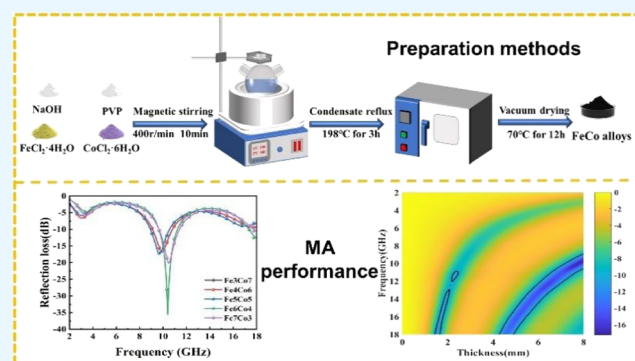 Preparation methods
NaOH
PVP
FeCl₂·4H₂O
CoCl₂·6H₂O
Magnetic stirring
400r/min 10min
Condensate reflux
198°C for 3h
Vacuum drying
70°C for 12h
FeCo alloys
MA
performance
Reflection loss(dB)
0
-5
-10
-15
-20
-25
-30
-35
-40
2
4
6
8
10
12
14
16
18
Frequency (GHz)
Fe3Co7
Fe4Co6
Fe5Co5
Fe6Co4
Fe7Co3
Frequency(GHz)
2
4
6
8
10
12
14
16
18
0
2
4
6
8
Thickness(mm)
0
-2
-4
-6
-8
-10
-12
-14
-16